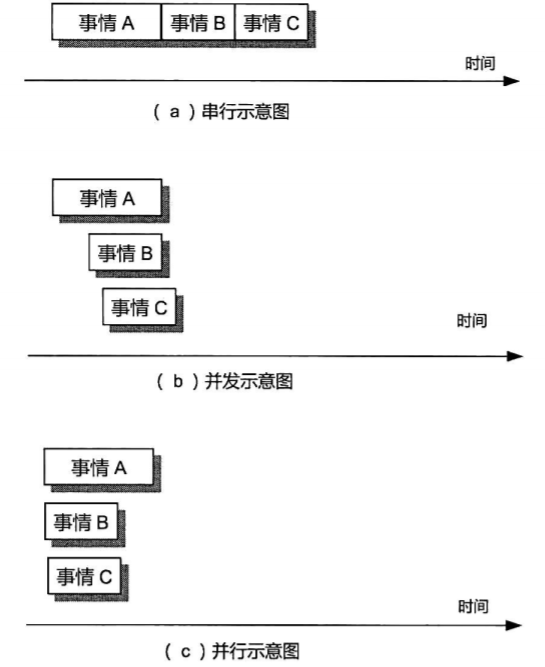 事情 A 事情 B 事情 C
时间
（ a ）串行示意图
事情 A
事情 B
事情 C
时间
（ b ）并发示意图
事情 A
事情 B
事情 C
时间
（ c ）并行示意图